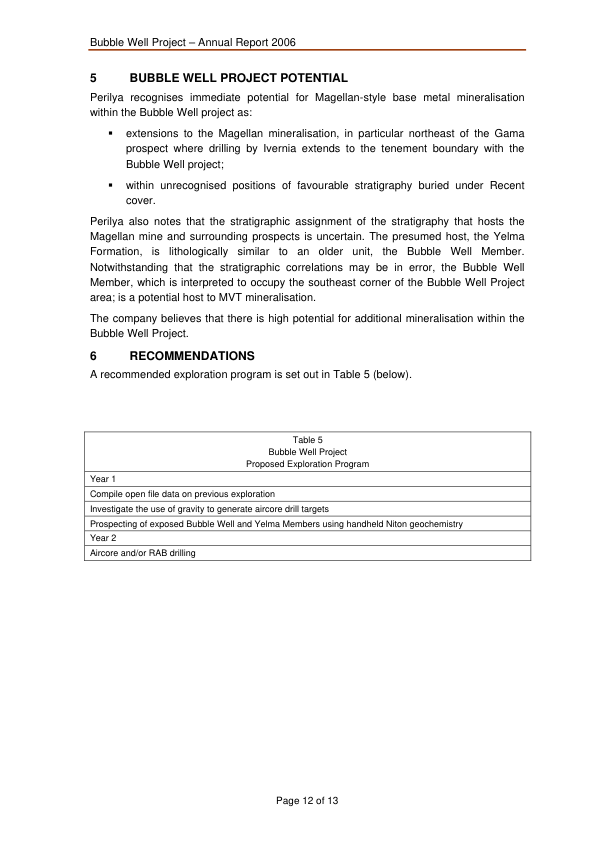 Bubble Well Project – Annual Report 2006
5 BUBBLE WELL PROJECT POTENTIAL
Perilya recognises immediate potential for Magellan-style base metal mineralisation
within the Bubble Well project as:
▪ extensions to the Magellan mineralisation, in particular northeast of the Gama
prospect where drilling by Ivernia extends to the tenement boundary with the
Bubble Well project;
▪ within unrecognised positions of favourable stratigraphy buried under Recent
cover.
Perilya also notes that the stratigraphic assignment of the stratigraphy that hosts the
Magellan mine and surrounding prospects is uncertain. The presumed host, the Yelma
Formation, is lithologically similar to an older unit, the Bubble Well Member.
Notwithstanding that the stratigraphic correlations may be in error, the Bubble Well
Member, which is interpreted to occupy the southeast corner of the Bubble Well Project
area; is a potential host to MVT mineralisation.
The company believes that there is high potential for additional mineralisation within the
Bubble Well Project.
6 RECOMMENDATIONS
A recommended exploration program is set out in Table 5 (below).
Table 5
Bubble Well Project
Proposed Exploration Program
Year 1
Compile open file data on previous exploration
Investigate the use of gravity to generate aircore drill targets
Prospecting of exposed Bubble Well and Yelma Members using handheld Niton geochemistry
Year 2
Aircore and/or RAB drilling
Page 12 of 13